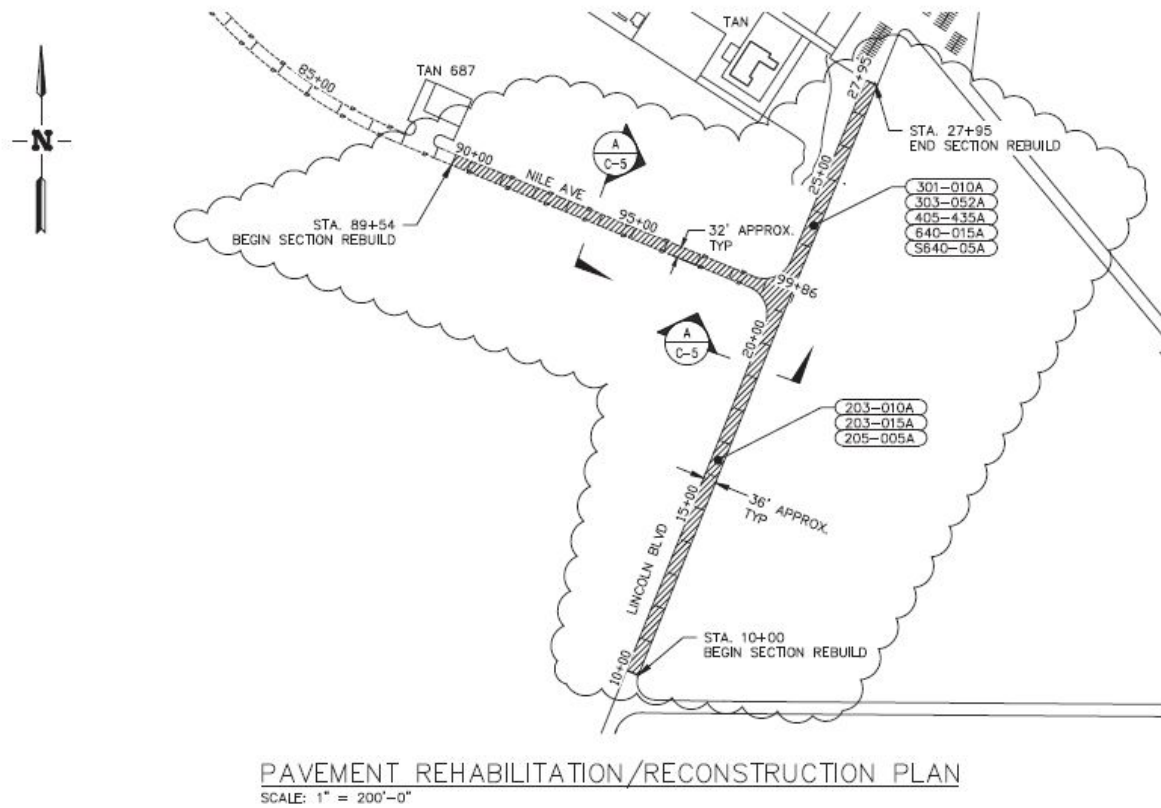 TAN
TAN 687
N
85+00
27+95
STA. 27+95
END SECTION REBUILD
A
C-5
90+00
NILE AVE
25+00
301-010A
303-052A
405-435A
640-015A
S640-05A
STA. 89+54
BEGIN SECTION REBUILD
95+00
32' APPROX.
TYP
99+86
A
C-5
20+00
203-010A
203-015A
205-005A
15+00
36' APPROX.
TYP
LINCOLN BLVD
STA. 10+00
BEGIN SECTION REBUILD
10+00
PAVEMENT REHABILITATION/RECONSTRUCTION PLAN
SCALE: 1" = 200'-0"